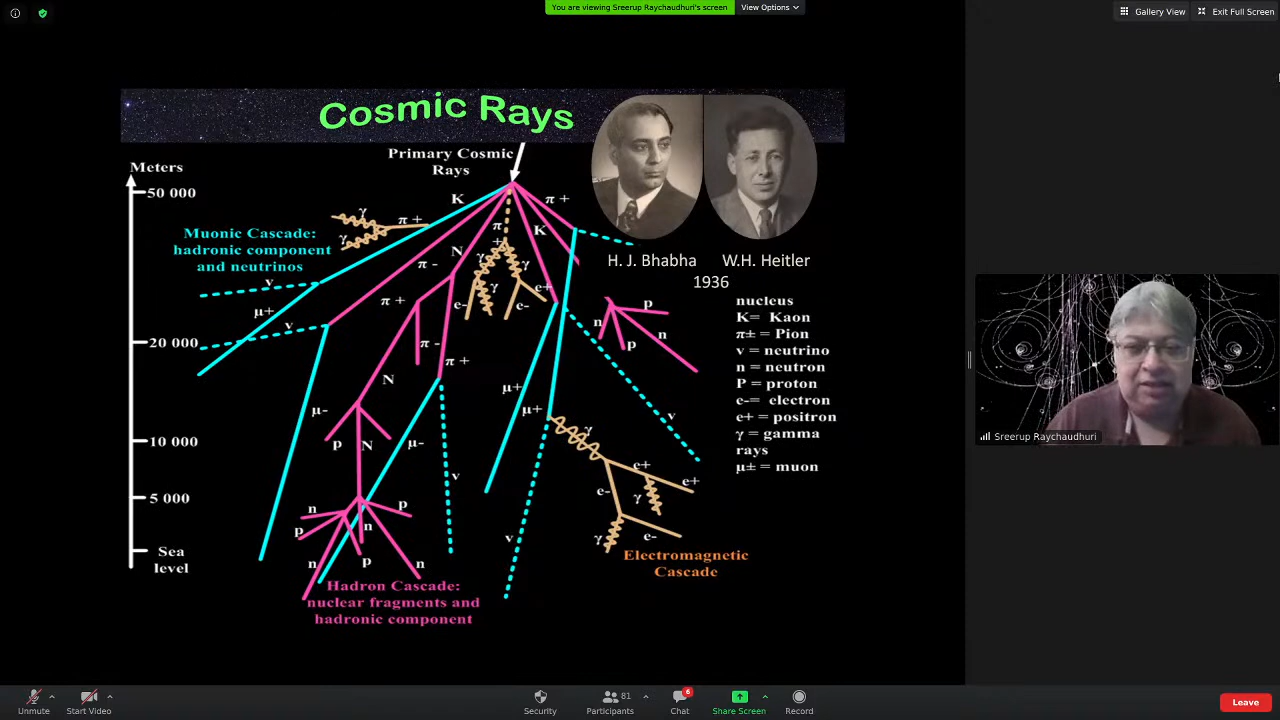 You are viewing Sreerup Raychaudhuri's screen
View Options
Gallery View
Exit Full Screen
Cosmic Rays
Primary Cosmic
Rays
Meters
50 000
20 000
10 000
5 000
Sea
level
Muonic Cascade:
hadronic component
and neutrinos
γ
γ
π +
K
π
+
K
π +
N
π -
γ
γ
γ
e-
e-
e+
ν
μ+
ν
π +
π -
π +
N
μ-
p
N
μ-
ν
μ+
μ+
γ
ν
n
p
p
n
e+
e+
e-
γ
e-
γ
ν
n
p
n
p
n
p
n
H. J. Bhabha
W.H. Heitler
1936
nucleus
K= Kaon
π± = Pion
ν = neutrino
n = neutron
P = proton
e-= electron
e+ = positron
γ = gamma
rays
μ± = muon
Electromagnetic
Cascade
Hadron Cascade:
nuclear fragments and
hadronic component
Sreerup Raychaudhuri
Unmute
Start Video
Security
81
Participants
6
Chat
Share Screen
Record
Leave